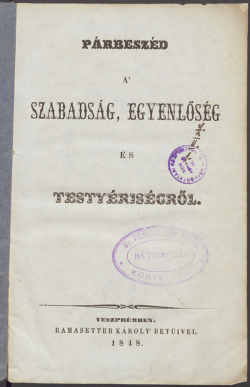 PÁRBESZÉD
A'
SZABADSÁG, EGYENLŐSÉG
ÉS
TESTVÉRISÉGRŐL.
VESZPRÉMBEN,
RAMASETTER KÁROLY BETŰIVEL.
1848.